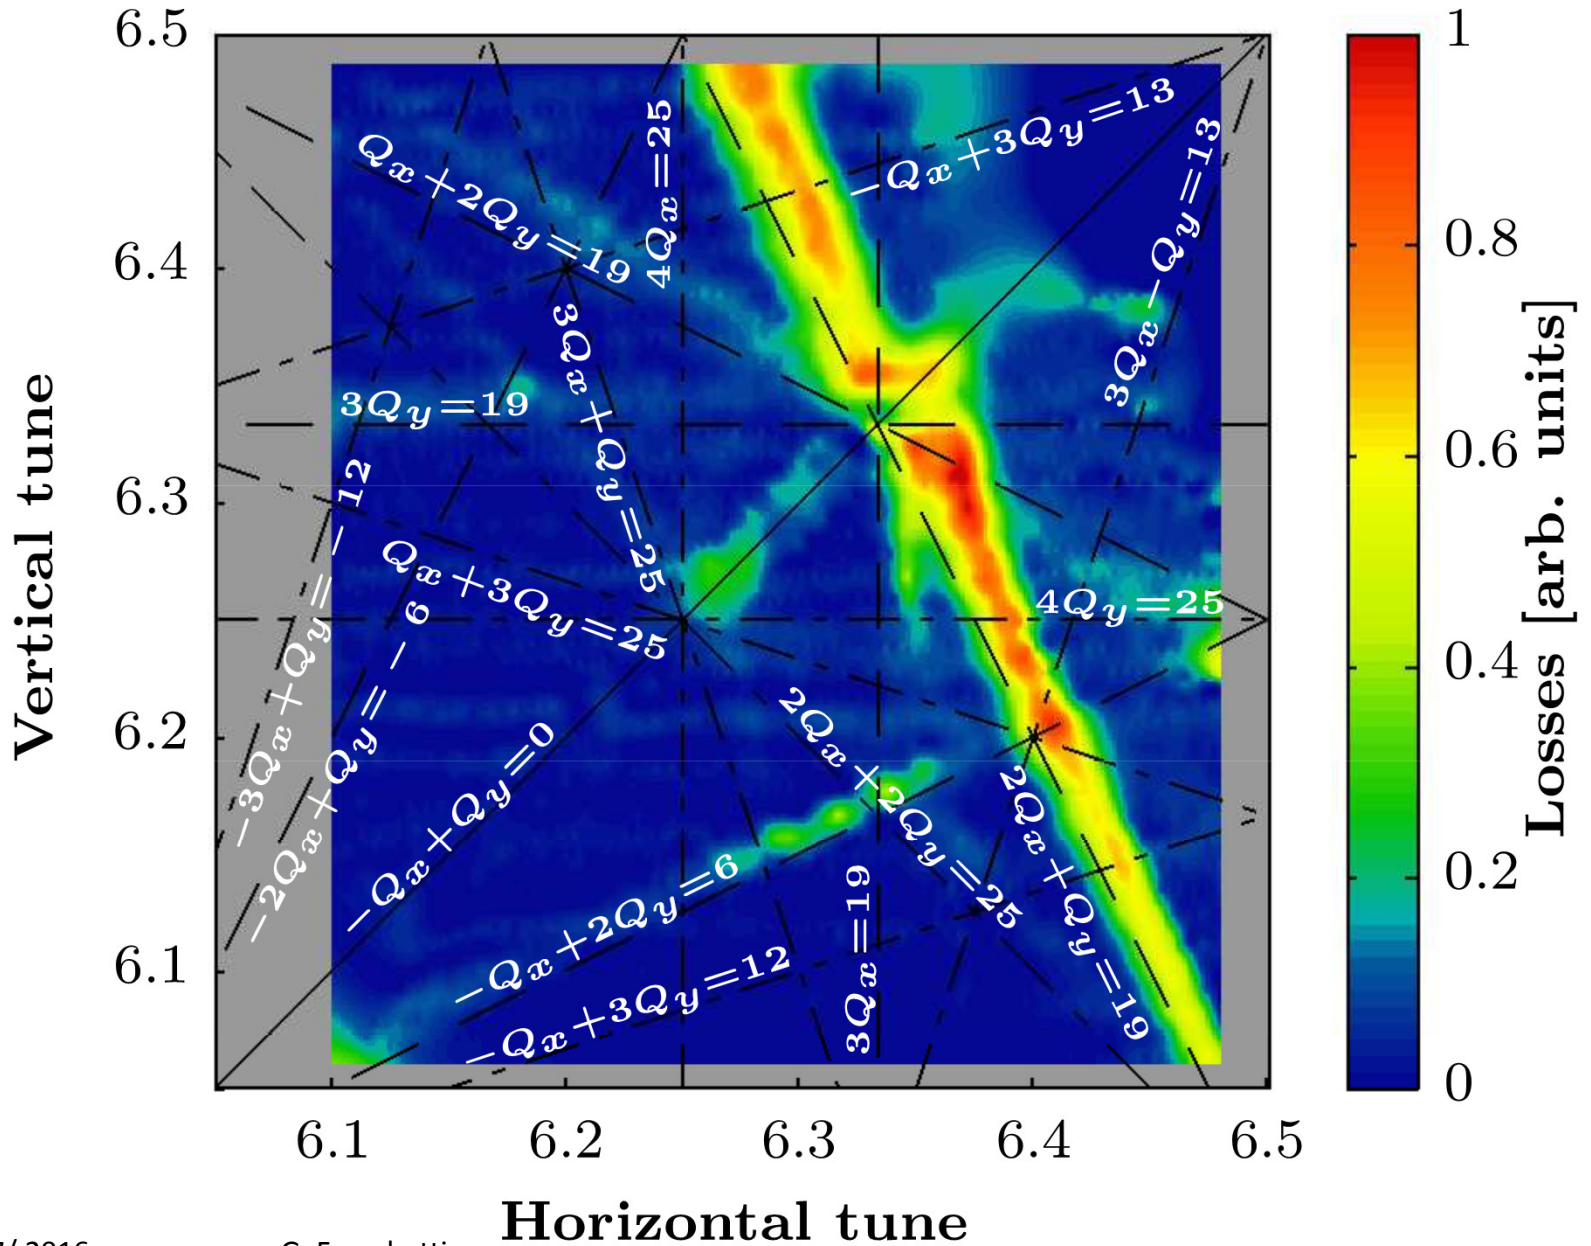 6.5
6.4
6.3
6.2
6.1
Vertical tune
6.1
6.2
6.3
6.4
6.5
Horizontal tune
Qx+2Qy=19
4Qx=25
−Qx+3Qy=13
3Qx−Qy=13
3Qy=19
3Qx+Qy=25
−3Qx+Qy=−12
−2Qx+Qy=−6
Qx+3Qy=25
4Qy=25
−Qx+Qy=0
2Qx+2Qy=25
2Qx+Qy=19
−Qx+2Qy=6
−Qx+3Qy=12
3Qx=19
1
0.8
0.6
0.4
0.2
0
Losses [arb. units]